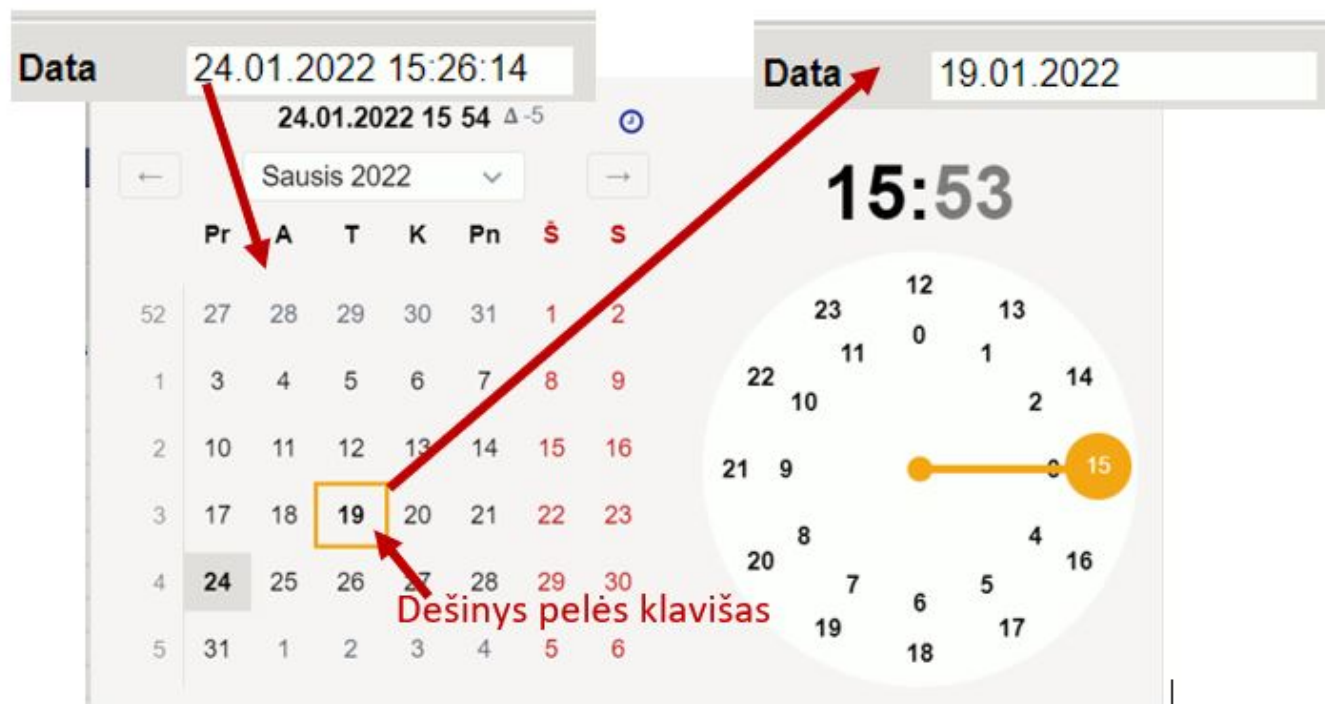 Data 24.01.2022 15:26:14
Data 19.01.2022
24.01.2022 15 54 Δ -5
← Sausis 2022 →
15:53
Pr A T K Pn Š S
52 27 28 29 30 31 1 2
1 3 4 5 6 7 8 9
2 10 11 12 13 14 15 16
3 17 18 19 20 21 22 23
4 24 25 26 27 28 29 30
5 31 1 2 3 4 5 6
Dešinys pelės klavišas
12
23 13
0
11 1
22 14
10 2
21 9 15
8 4
20 16
7 5
6
19 17
18